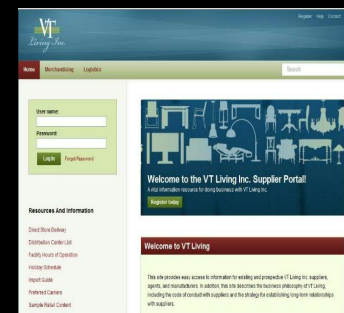 Register Help Contact
VT
Living Inc.
Home Merchandising Logistics
Search
User name:
Password:
Log In Forgot Password
Welcome to the VT Living Inc. Supplier Portal!
A vital information resource for doing business with VT Living Inc.
Register today
Resources And Information
Direct Store Delivery
Distribution Center List
Facility Hours of Operation
Holiday Schedule
Import Guide
Preferred Carriers
Sample Retail Content
Welcome to VT Living
This site provides easy access to information for existing and prospective VT Living Inc. suppliers,
agents, and manufacturers. In addition, this site describes the business philosophy of VT Living,
including the code of conduct with suppliers and the strategy for establishing long-term relationships
with suppliers.